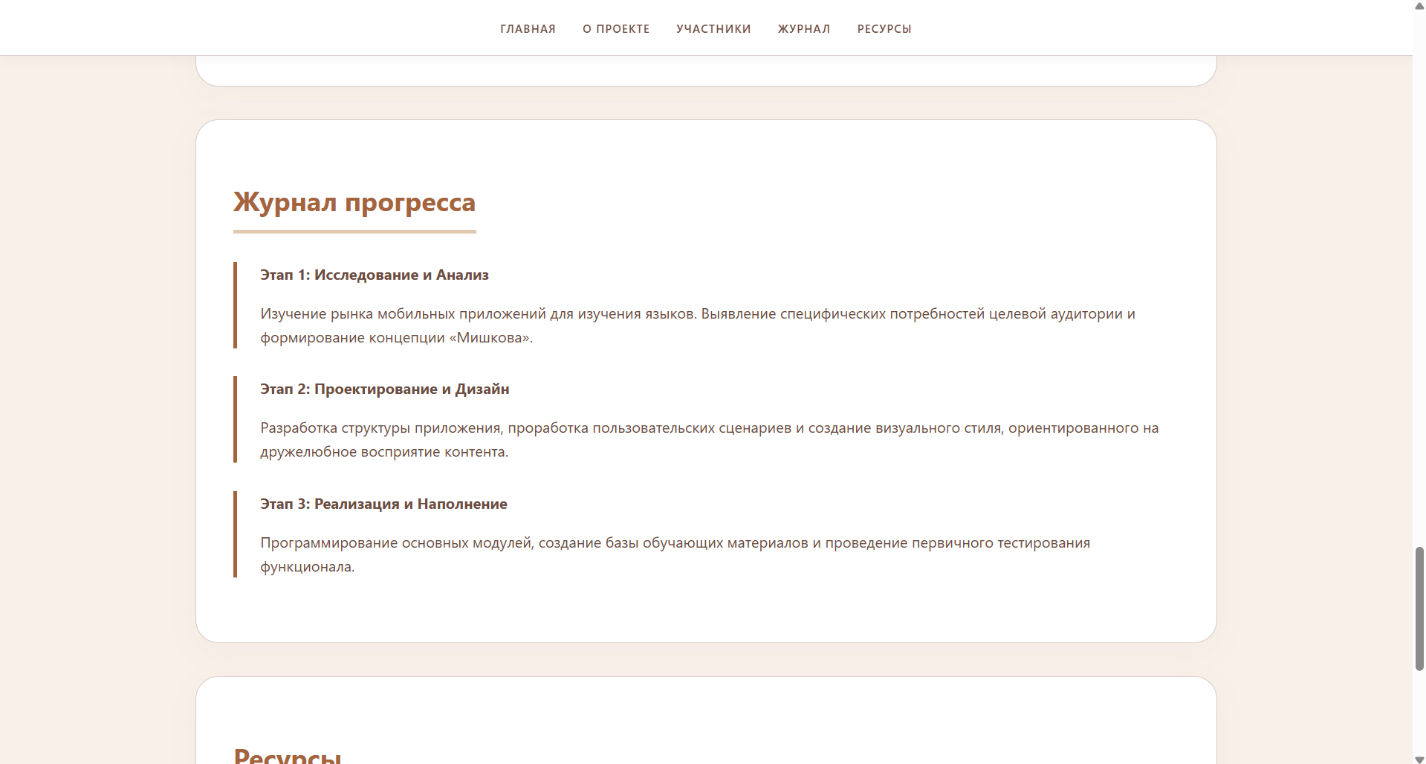 ГЛАВНАЯ О ПРОЕКТЕ УЧАСТНИКИ ЖУРНАЛ РЕСУРСЫ
Журнал прогресса
Этап 1: Исследование и Анализ
Изучение рынка мобильных приложений для изучения языков. Выявление специфических потребностей целевой аудитории и
формирование концепции «Мишкова».
Этап 2: Проектирование и Дизайн
Разработка структуры приложения, проработка пользовательских сценариев и создание визуального стиля, ориентированного на
дружелюбное восприятие контента.
Этап 3: Реализация и Наполнение
Программирование основных модулей, создание базы обучающих материалов и проведение первичного тестирования
функционала.
Ресурсы